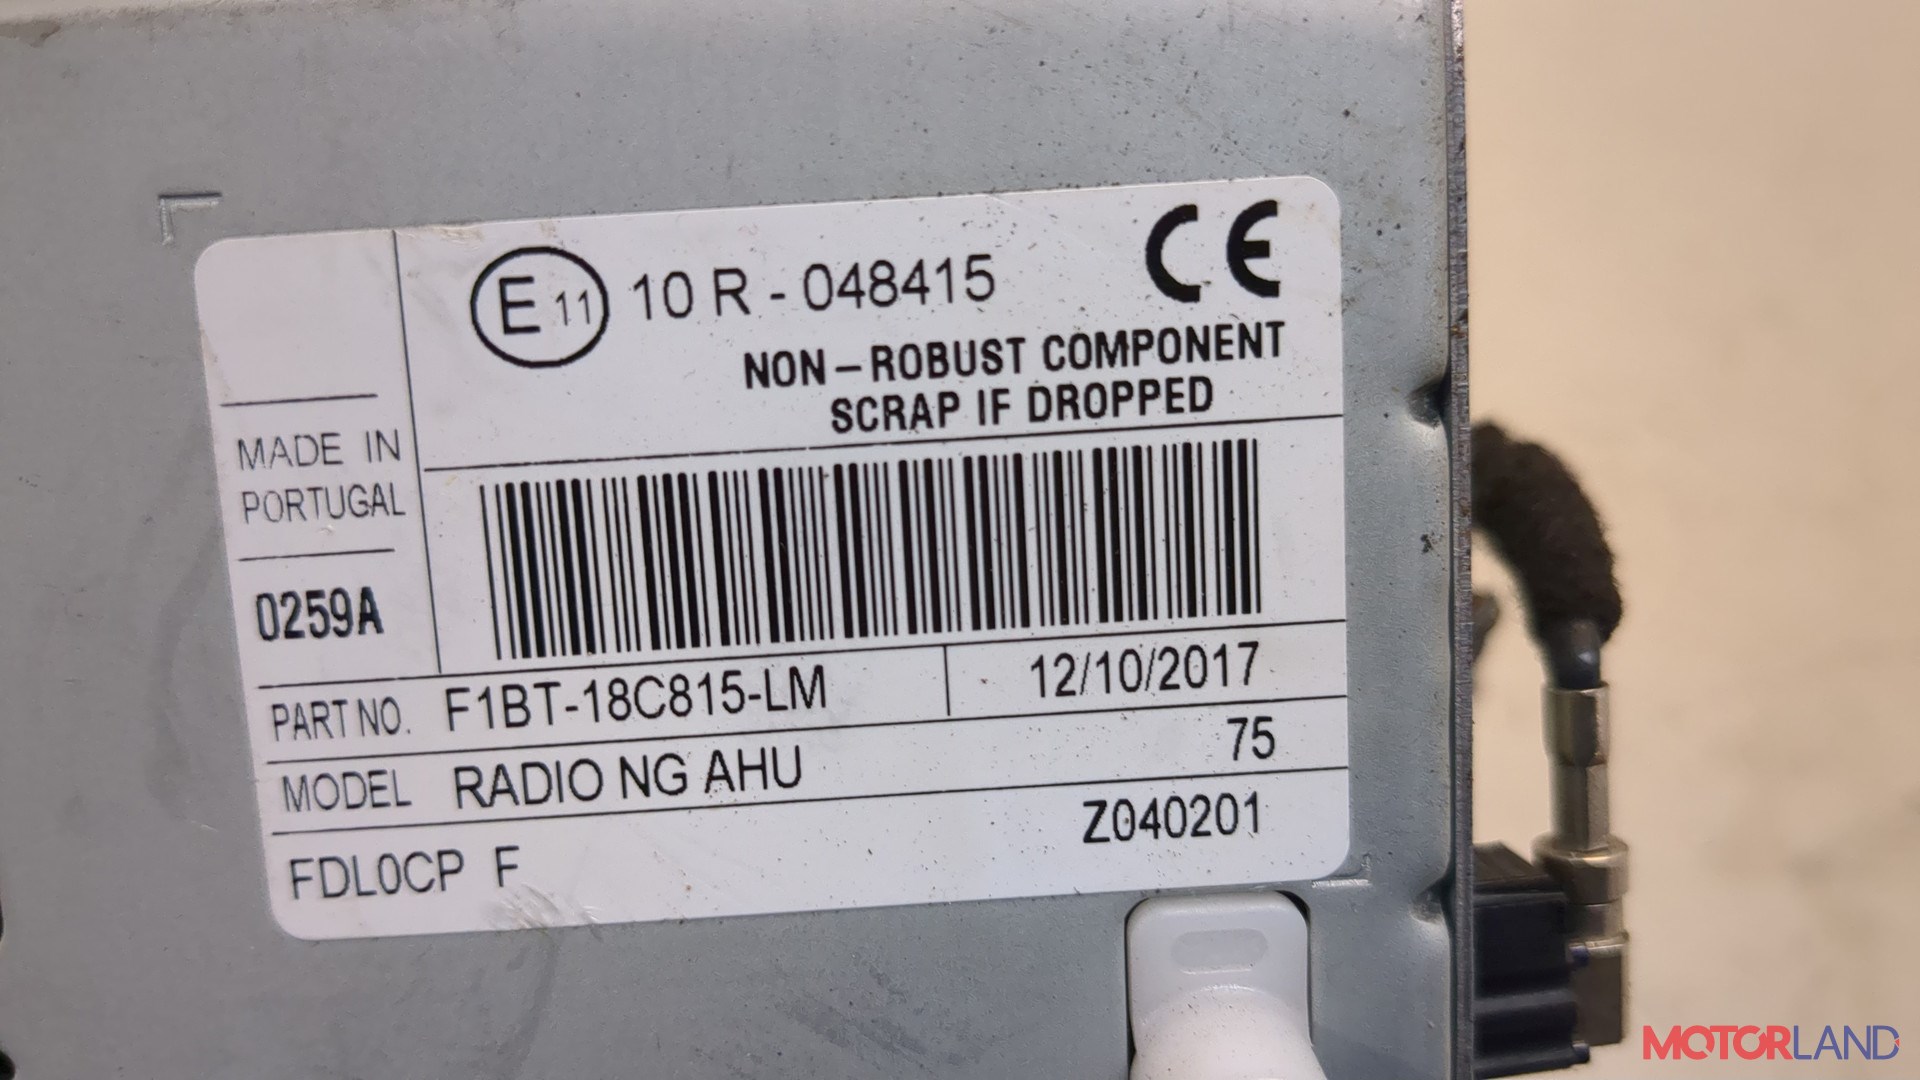 E 11 10 R - 048415 CE
NON-ROBUST COMPONENT
SCRAP IF DROPPED
MADE IN
PORTUGAL
0259A
PART NO. F1BT-18C815-LM 12/10/2017
MODEL RADIO NG AHU 75
FDL0CP F Z040201
MOTORLAND